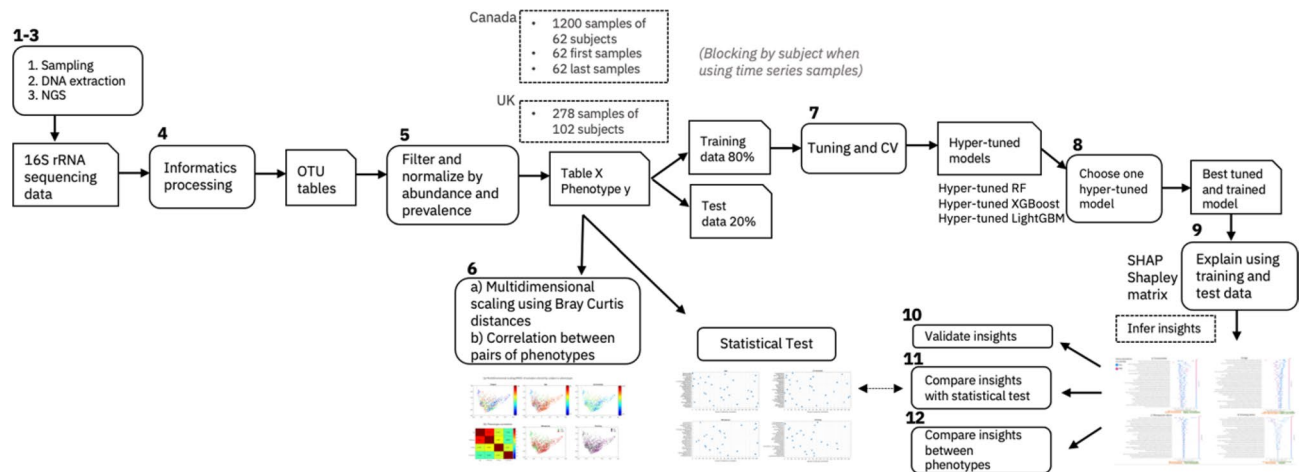 Canada
• 1200 samples of
62 subjects
• 62 first samples
• 62 last samples
(Blocking by subject when
using time series samples)
UK
• 278 samples of
102 subjects
1-3
1. Sampling
2. DNA extraction
3. NGS
16S rRNA
sequencing
data
4
Informatics
processing
OTU
tables
5
Filter and
normalize by
abundance and
prevalence
Table X
Phenotype y
Training
data 80%
Test
data 20%
7
Tuning and CV
Hyper-tuned
models
Hyper-tuned RF
Hyper-tuned XGBoost
Hyper-tuned LightGBM
8
Choose one
hyper-tuned
model
Best tuned
and trained
model
9
SHAP
Shapley
matrix
Explain using
training and
test data
Infer insights
6
a) Multidimensional
scaling using Bray Curtis
distances
b) Correlation between
pairs of phenotypes
Statistical Test
10
Validate insights
11
Compare insights
with statistical test
12
Compare insights
between
phenotypes